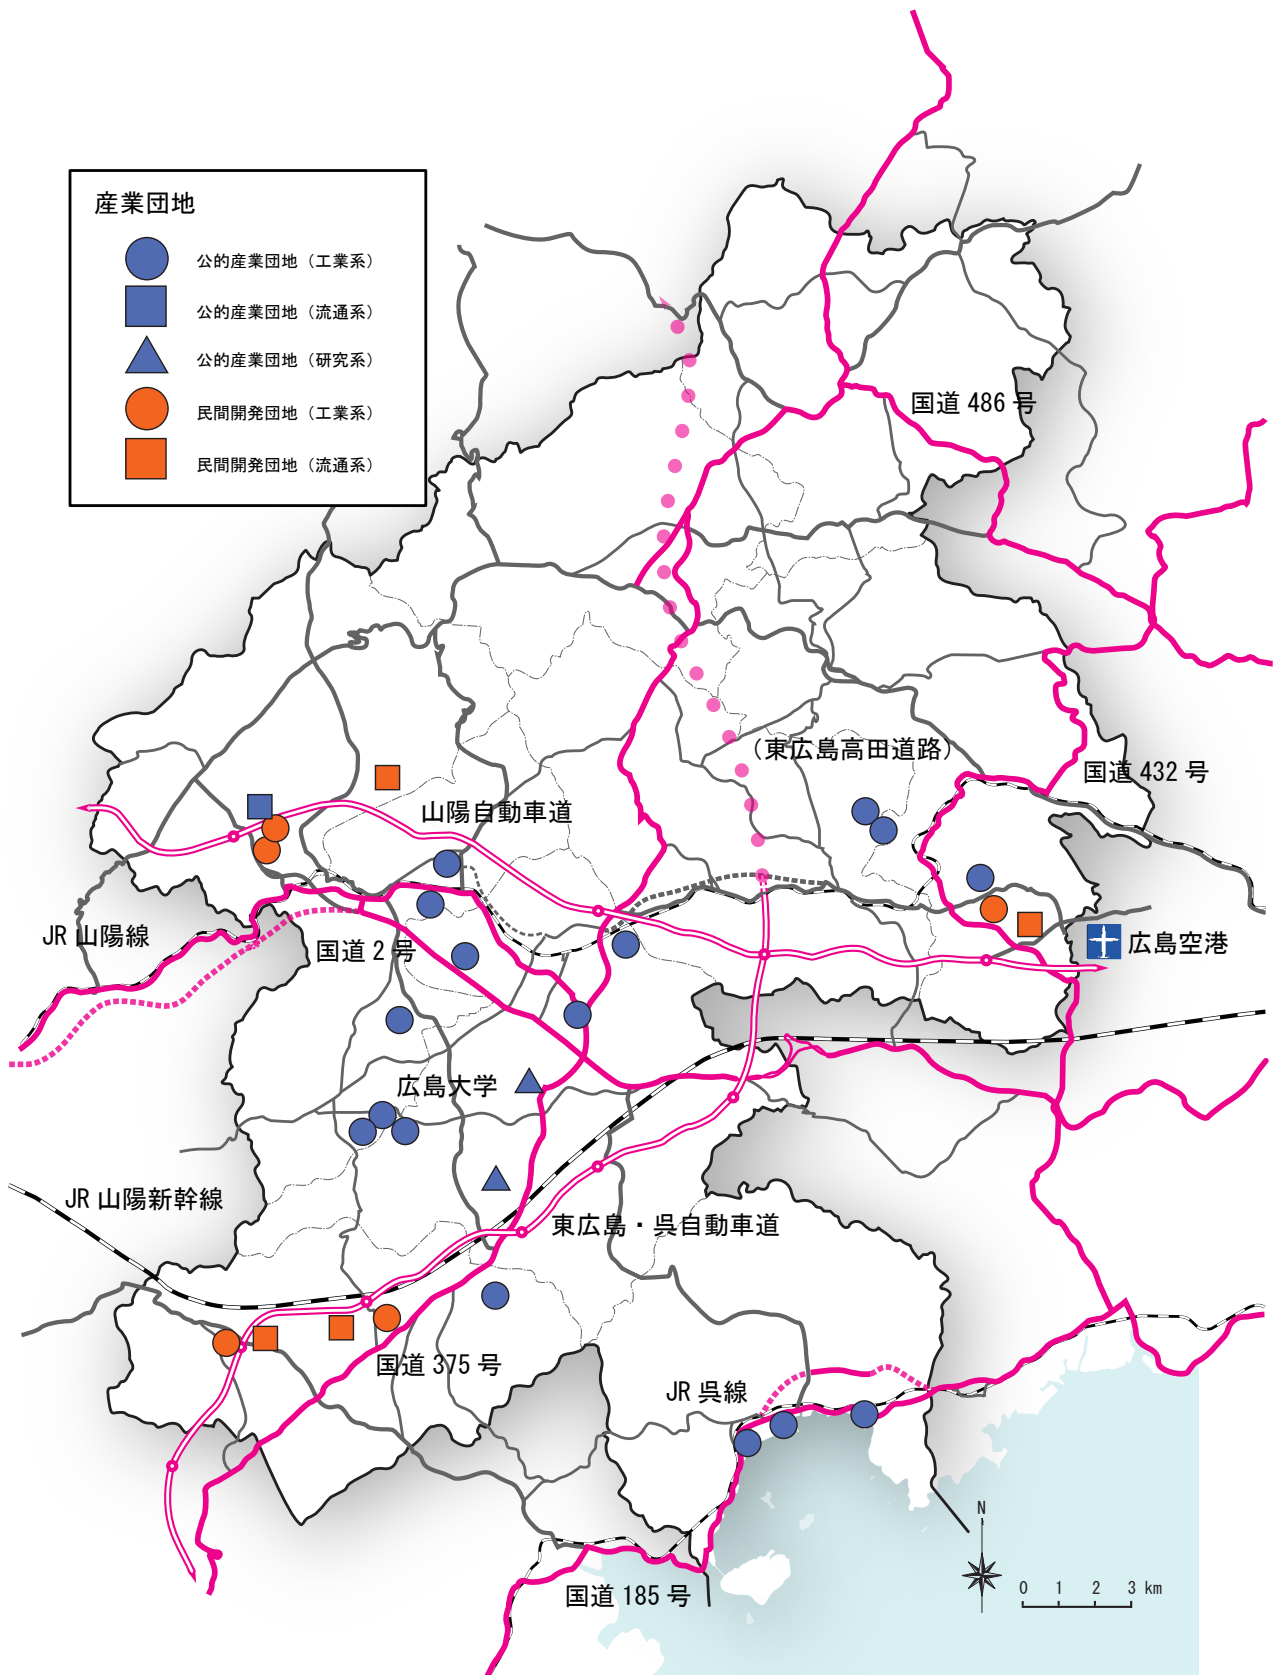 産業団地
公的産業団地（工業系）
公的産業団地（流通系）
公的産業団地（研究系）
民間開発団地（工業系）
民間開発団地（流通系）
国道 486 号
（東広島高田道路）
国道 432 号
山陽自動車道
JR 山陽線
国道 2 号
広島空港
広島大学
JR 山陽新幹線
東広島・呉自動車道
国道 375 号
JR 呉線
国道 185 号
N
0 1 2 3 km